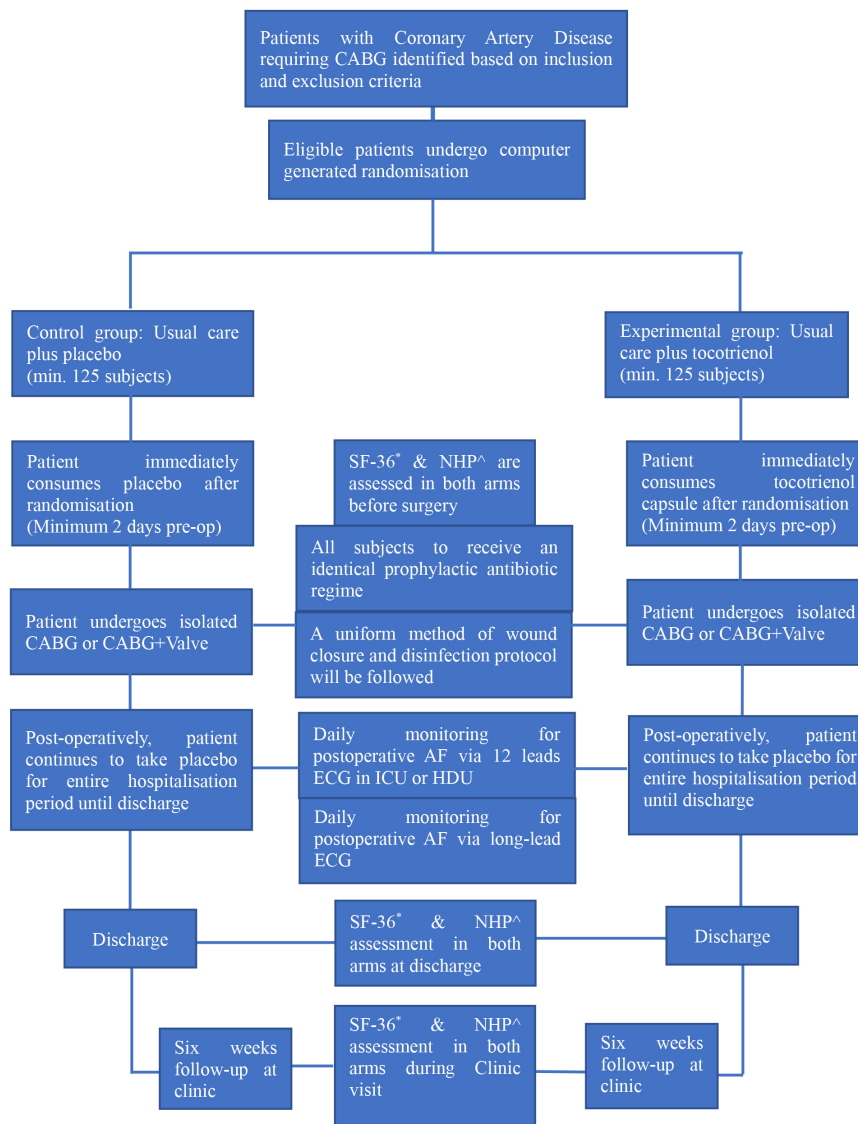 Patients with Coronary Artery Disease
requiring CABG identified based on inclusion
and exclusion criteria
Eligible patients undergo computer
generated randomisation
Control group: Usual care
plus placebo
(min. 125 subjects)
Experimental group: Usual
care plus tocotrienol
(min. 125 subjects)
Patient immediately
consumes placebo after
randomisation
(Minimum 2 days pre-op)
SF-36* & NHP^ are
assessed in both arms
before surgery
Patient immediately
consumes tocotrienol
capsule after randomisation
(Minimum 2 days pre-op)
All subjects to receive an
identical prophylactic antibiotic
regime
Patient undergoes isolated
CABG or CABG+Valve
A uniform method of wound
closure and disinfection protocol
will be followed
Patient undergoes isolated
CABG or CABG+Valve
Post-operatively, patient
continues to take placebo
for entire hospitalisation
period until discharge
Daily monitoring for
postoperative AF via 12 leads
ECG in ICU or HDU
Post-operatively, patient
continues to take placebo for
entire hospitalisation period
until discharge
Daily monitoring for
postoperative AF via long-lead
ECG
Discharge
SF-36* & NHP^
assessment in both
arms at discharge
Discharge
Six weeks
follow-up at
clinic
SF-36* & NHP^
assessment in both
arms during Clinic
visit
Six weeks
follow-up at
clinic